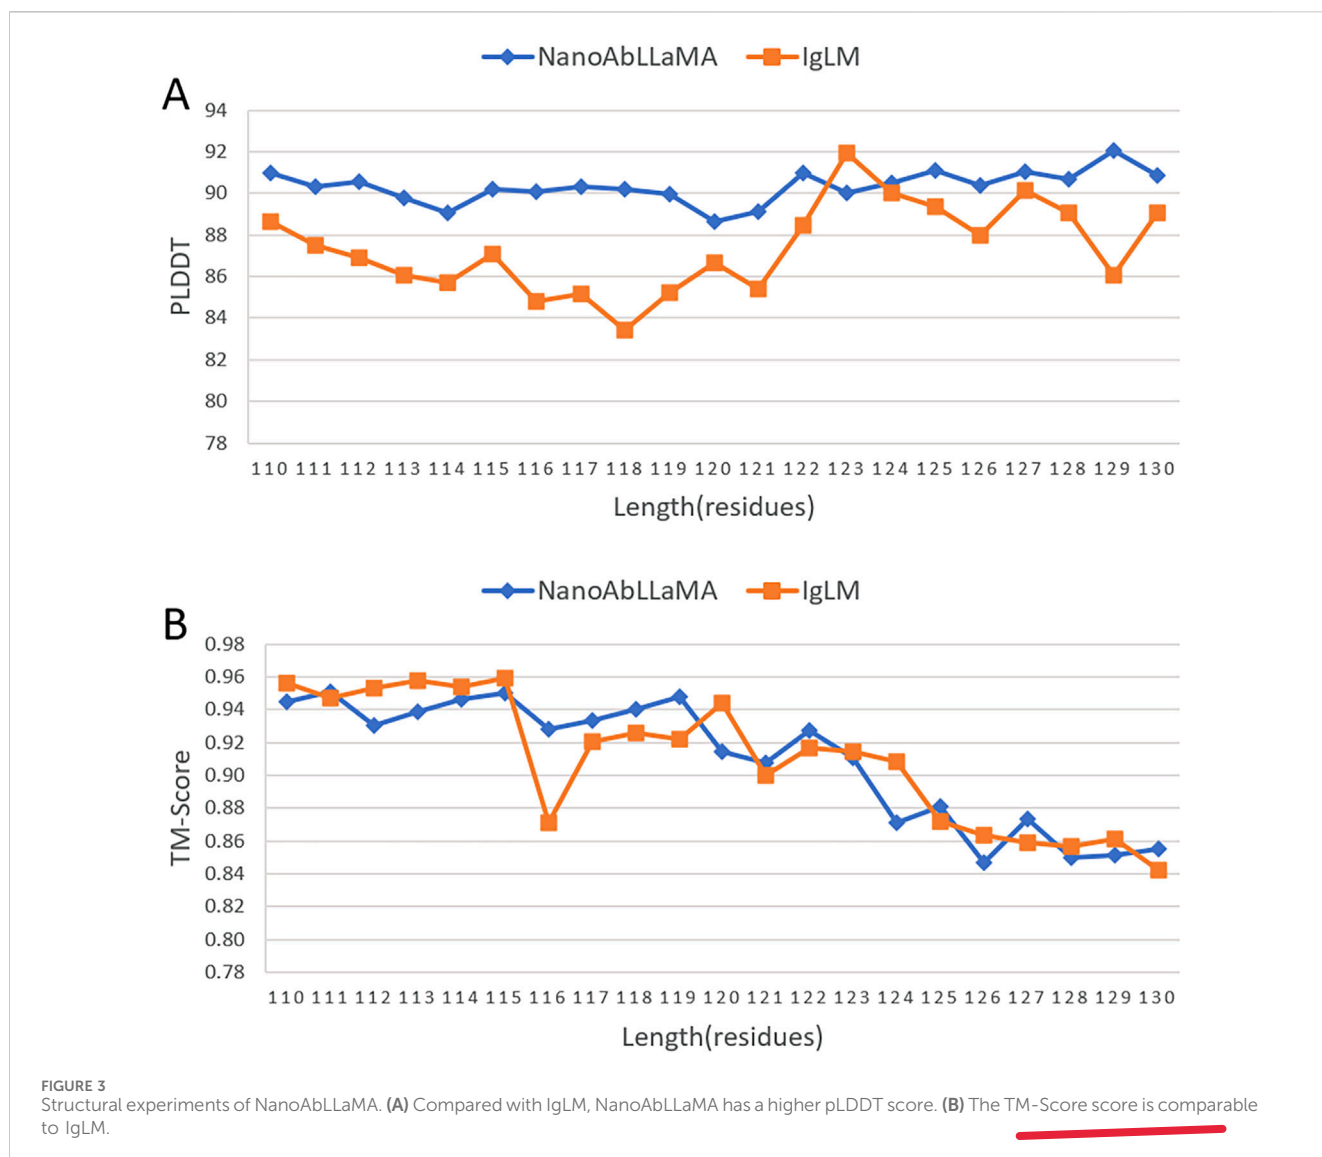 NanoAbLLaMA IgLM
A
94
92
90
88
86
84
82
80
78
PLDDT
110 111 112 113 114 115 116 117 118 119 120 121 122 123 124 125 126 127 128 129 130
Length(residues)
NanoAbLLaMA IgLM
B
0.98
0.96
0.94
0.92
0.90
0.88
0.86
0.84
0.82
0.80
0.78
TM-Score
110 111 112 113 114 115 116 117 118 119 120 121 122 123 124 125 126 127 128 129 130
Length(residues)
FIGURE 3
Structural experiments of NanoAbLLaMA. (A) Compared with IgLM, NanoAbLLaMA has a higher pLDDT score. (B) The TM-Score score is comparable
to IgLM.